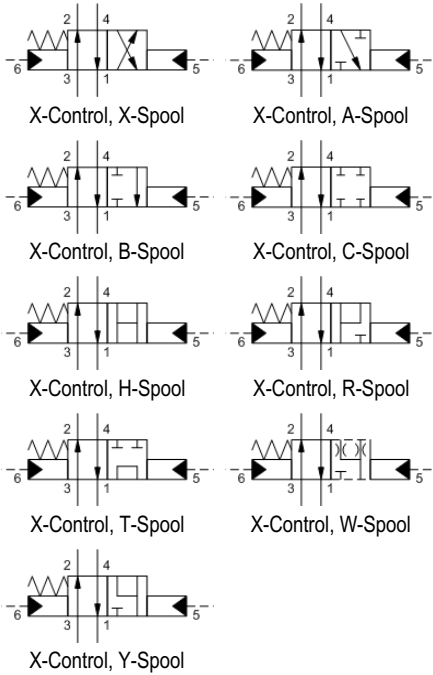 2 4 2 4
6 5 6 5
3 1 3 1
X-Control, X-Spool X-Control, A-Spool
2 4 2 4
6 5 6 5
3 1 3 1
X-Control, B-Spool X-Control, C-Spool
2 4 2 4
6 5 6 5
3 1 3 1
X-Control, H-Spool X-Control, R-Spool
2 4 2 4
6 5 6 5
3 1 3 1
X-Control, T-Spool X-Control, W-Spool
2 4
6 5
3 1
X-Control, Y-Spool